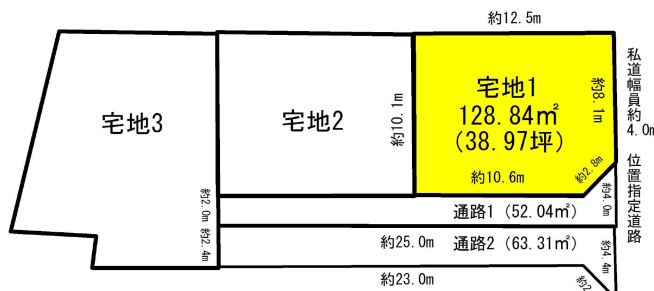 約12.5m
宅地3
宅地2
約10.1m
宅地1
128.84㎡
(38.97坪)
約8.1m
約10.6m
約2.8m
私道幅員約4.0m 位置指定道路
約2.0m
通路1 (52.04㎡)
約4.0m
約2.4m
約25.0m
通路2 (63.31㎡)
約4.4m
約23.0m
約2